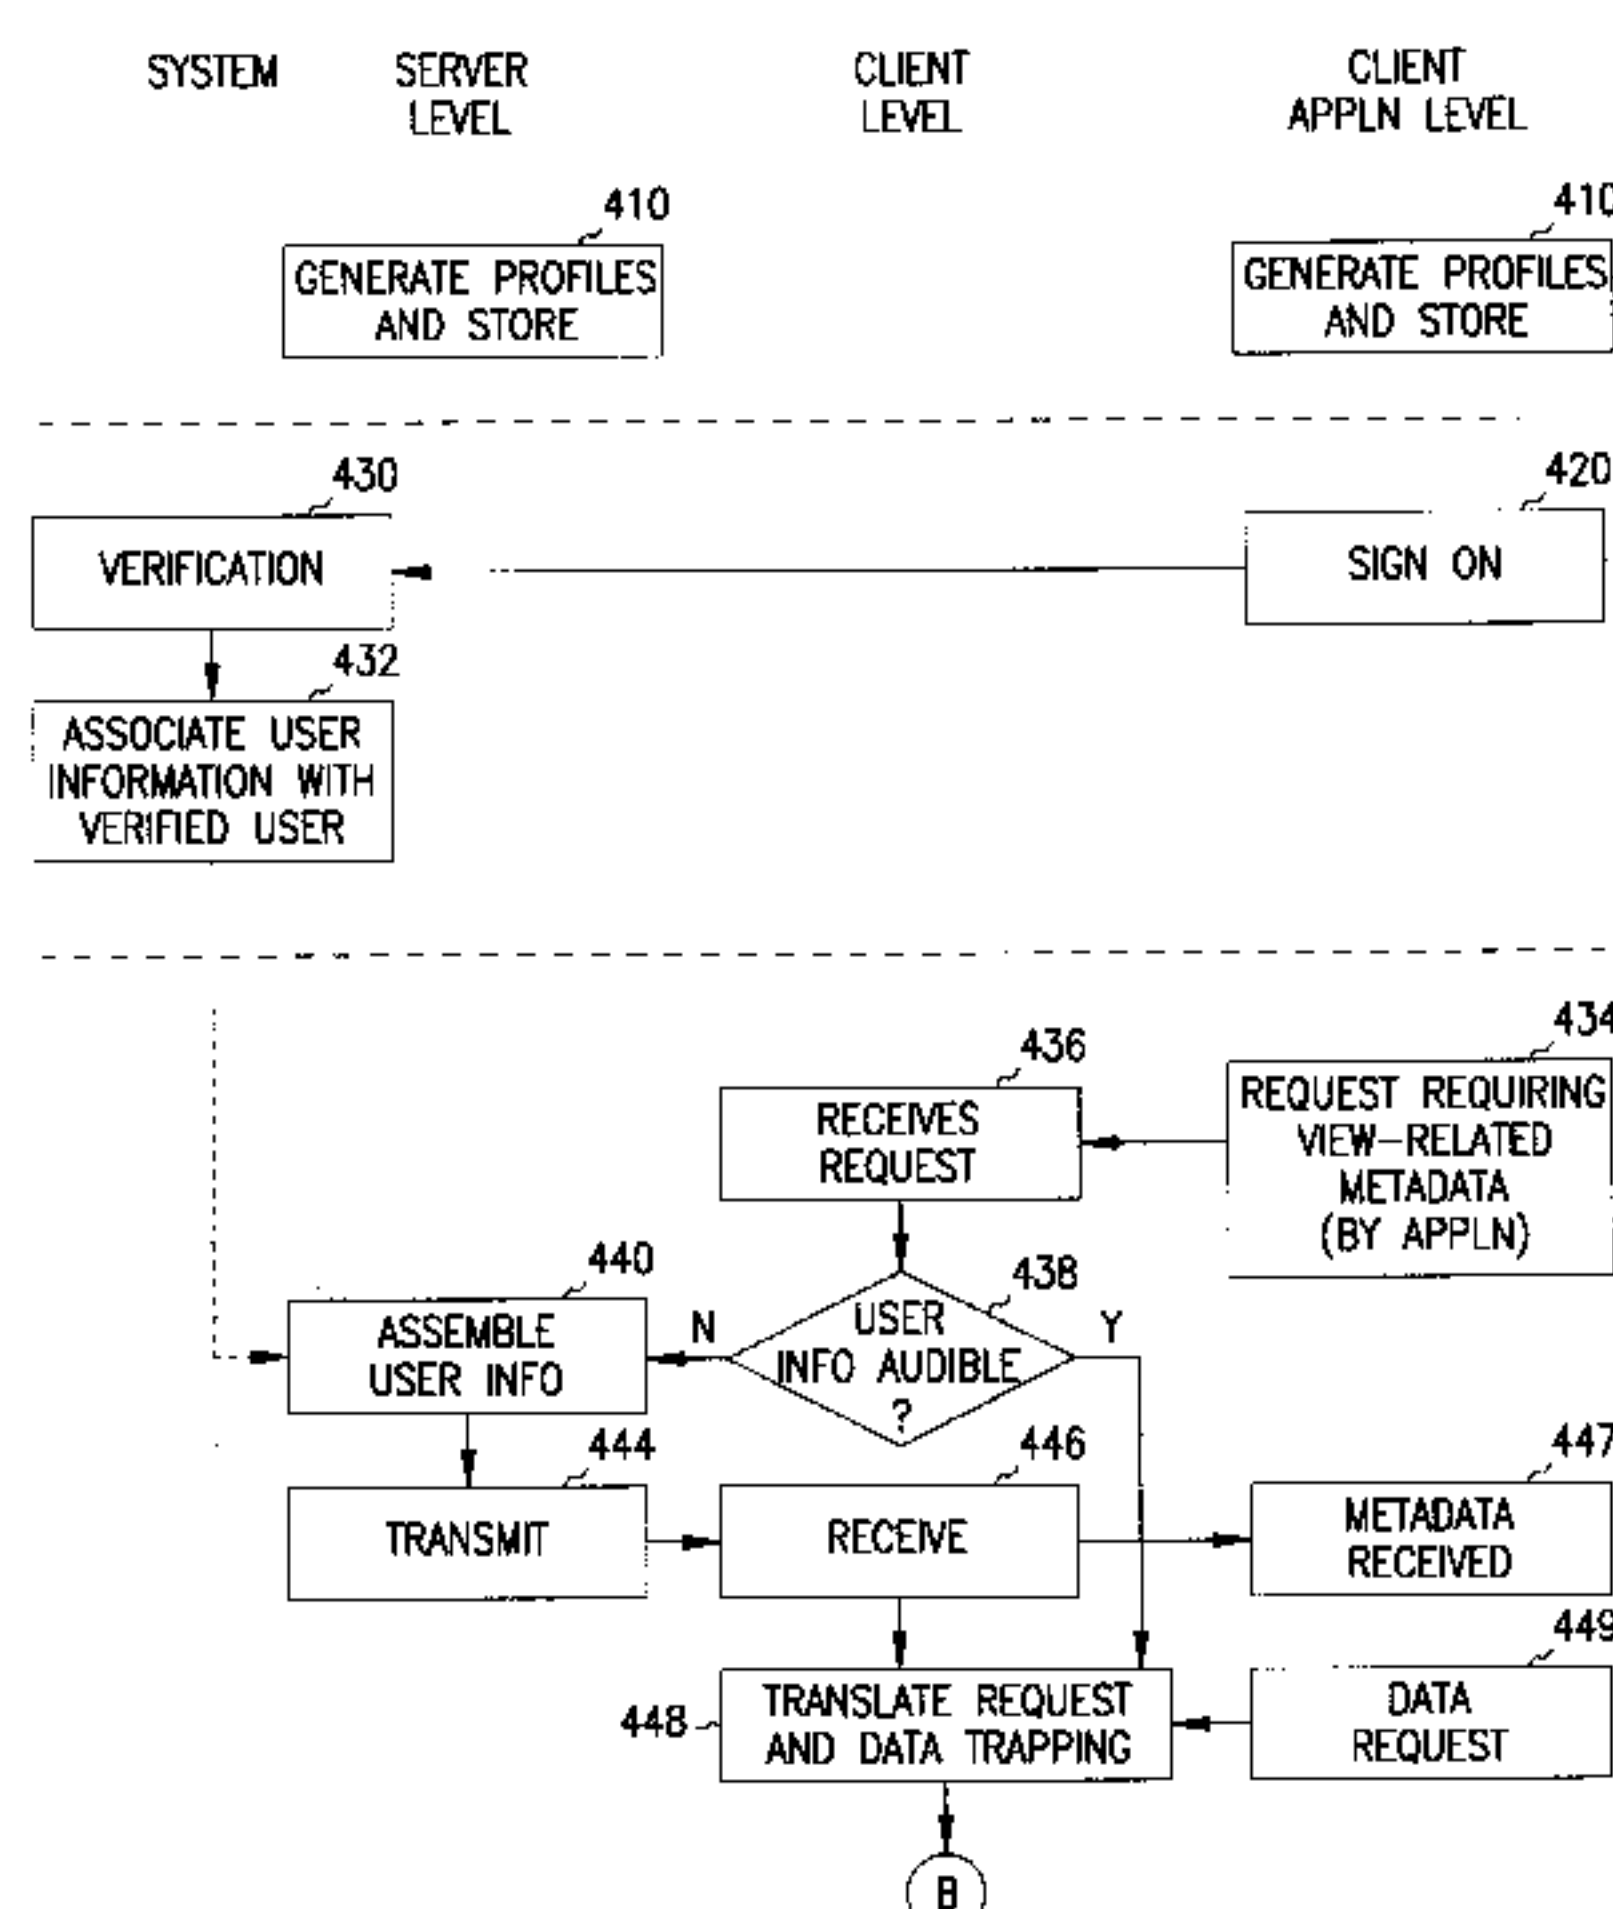 SYSTEM
SERVER
LEVEL
CLIENT
LEVEL
CLIENT
APPLN LEVEL
410
GENERATE PROFILES
AND STORE
410
GENERATE PROFILES
AND STORE
430
VERIFICATION
420
SIGN ON
432
ASSOCIATE USER
INFORMATION WITH
VERIFIED USER
434
REQUEST REQUIRING
VIEW-RELATED
METADATA
(BY APPLN)
436
RECEIVES
REQUEST
438
USER
INFO AUDIBLE
?
N
Y
440
ASSEMBLE
USER INFO
444
TRANSMIT
446
RECEIVE
447
METADATA
RECEIVED
448
TRANSLATE REQUEST
AND DATA TRAPPING
449
DATA
REQUEST
B